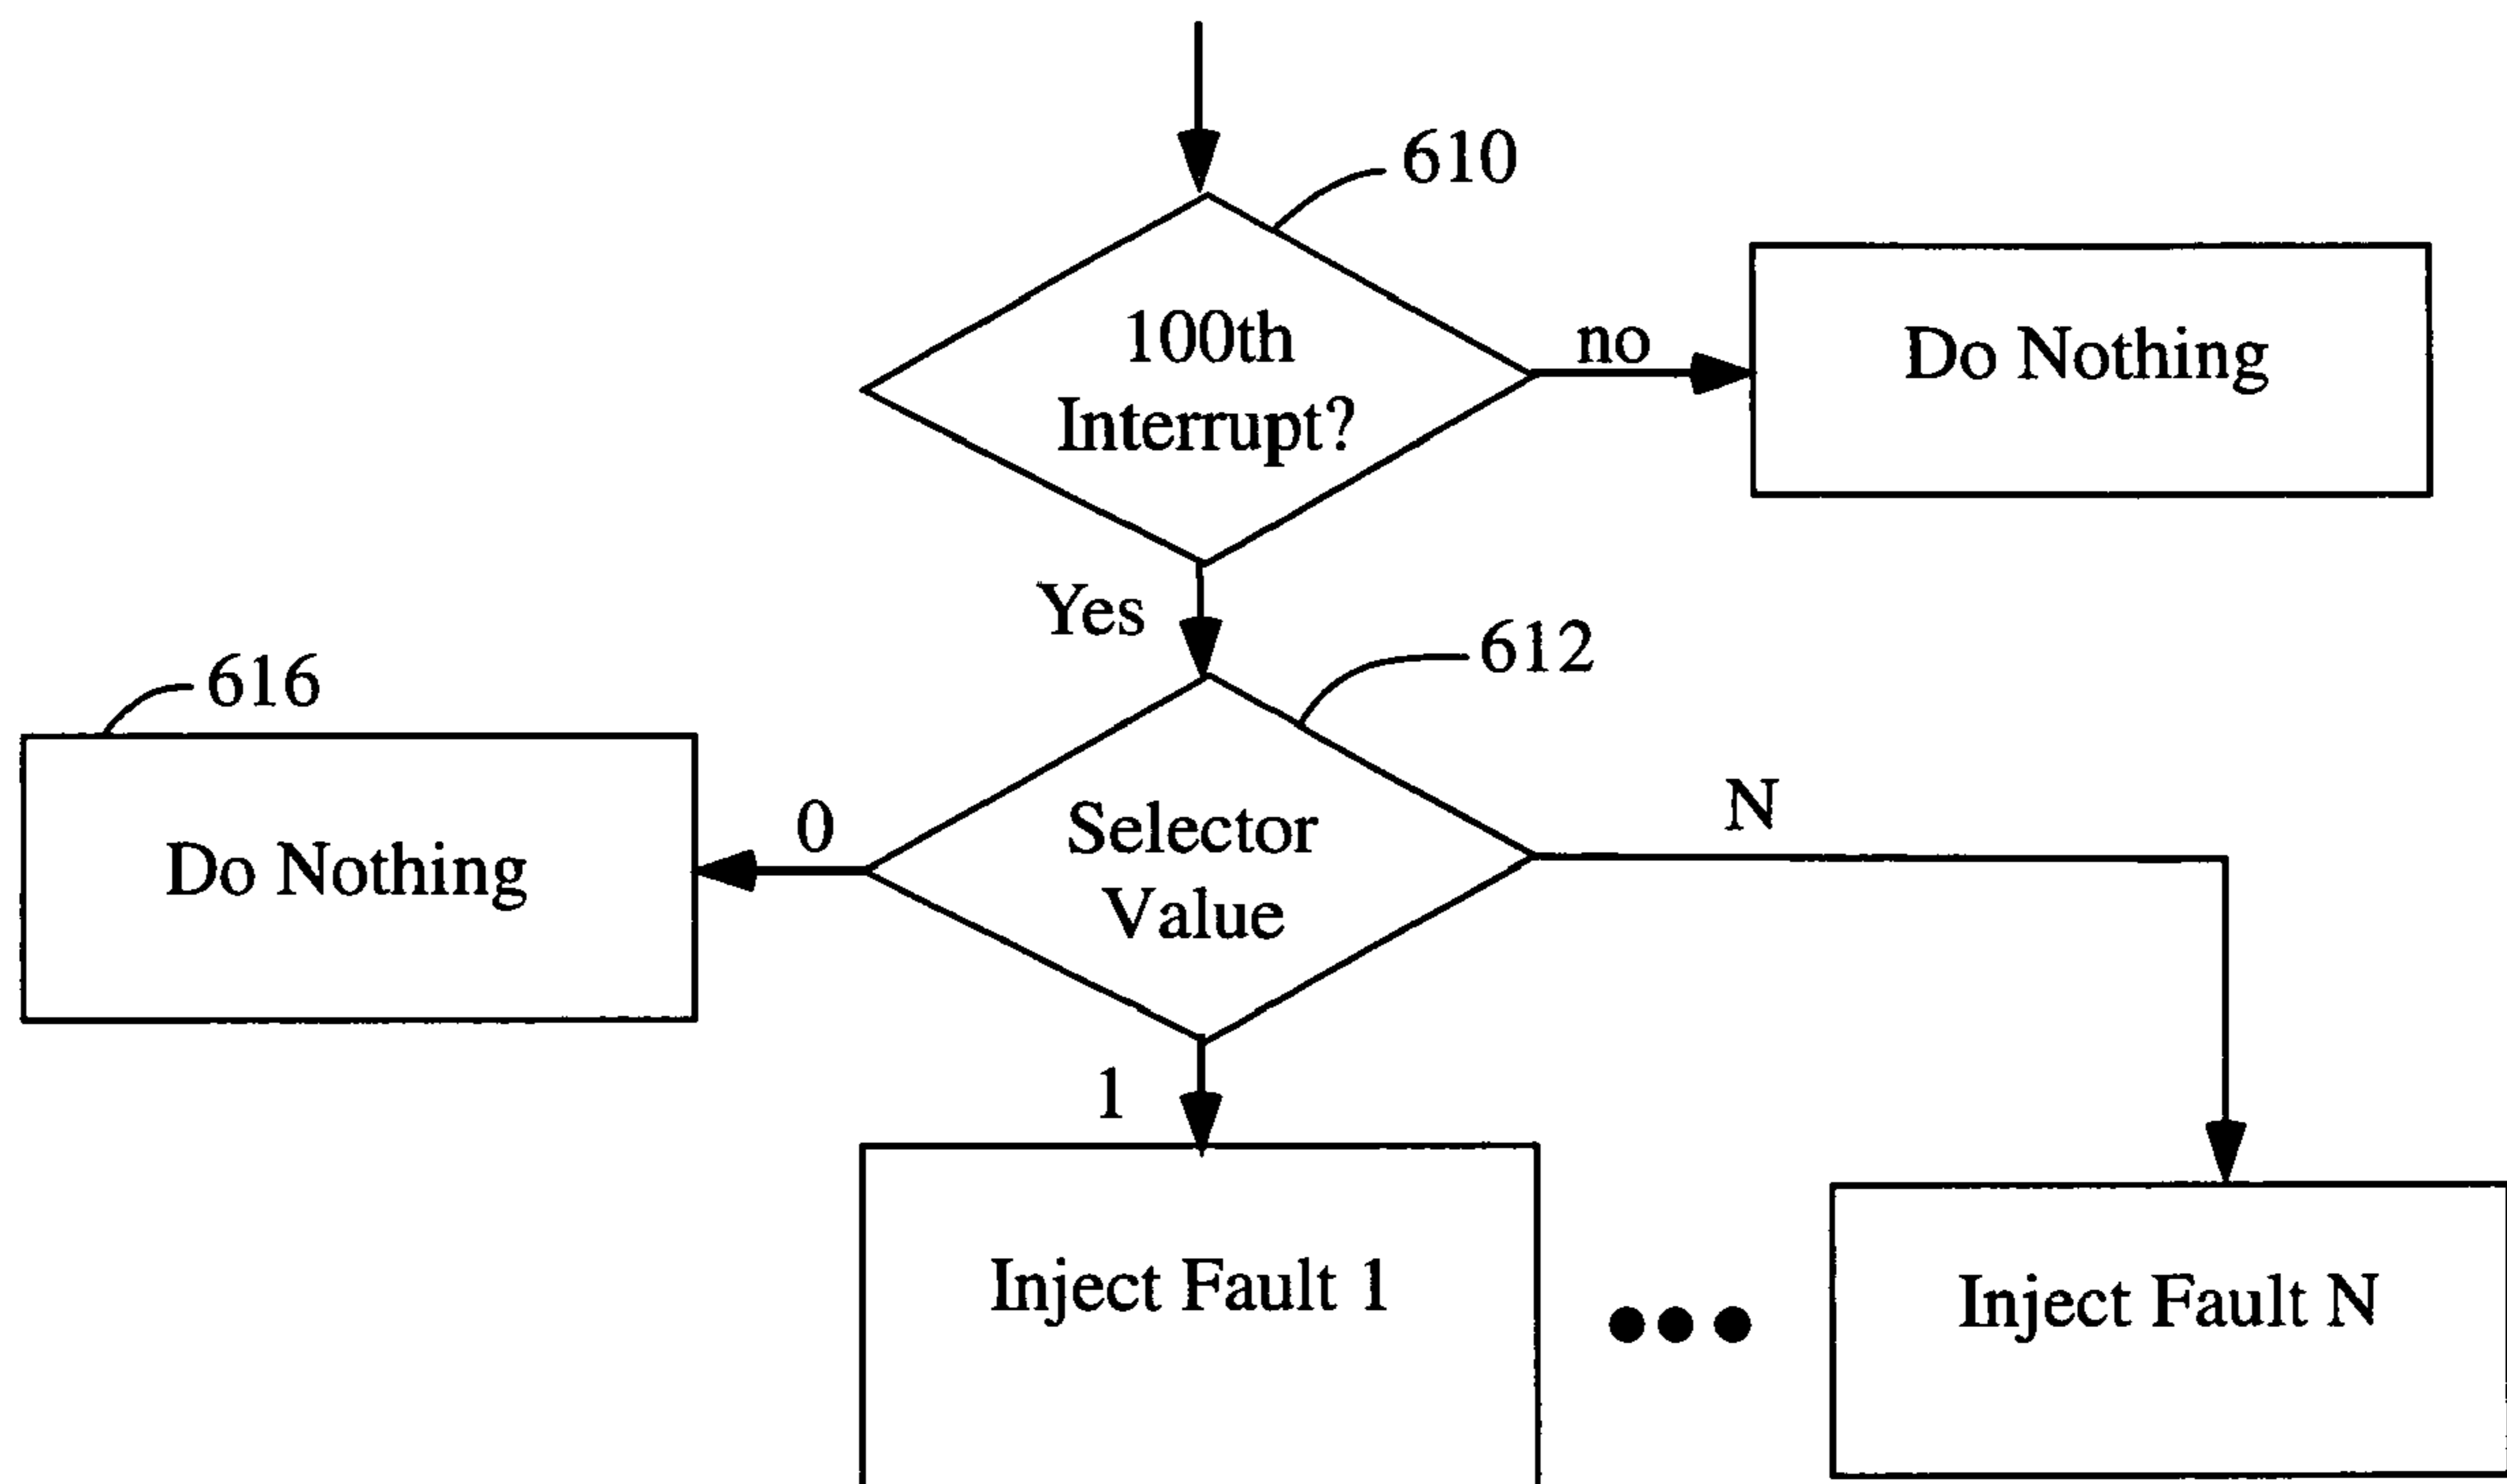 610
100th
Interrupt?
no
Do Nothing
Yes
612
616
Do Nothing
0
Selector
Value
N
1
Inject Fault 1
Inject Fault N